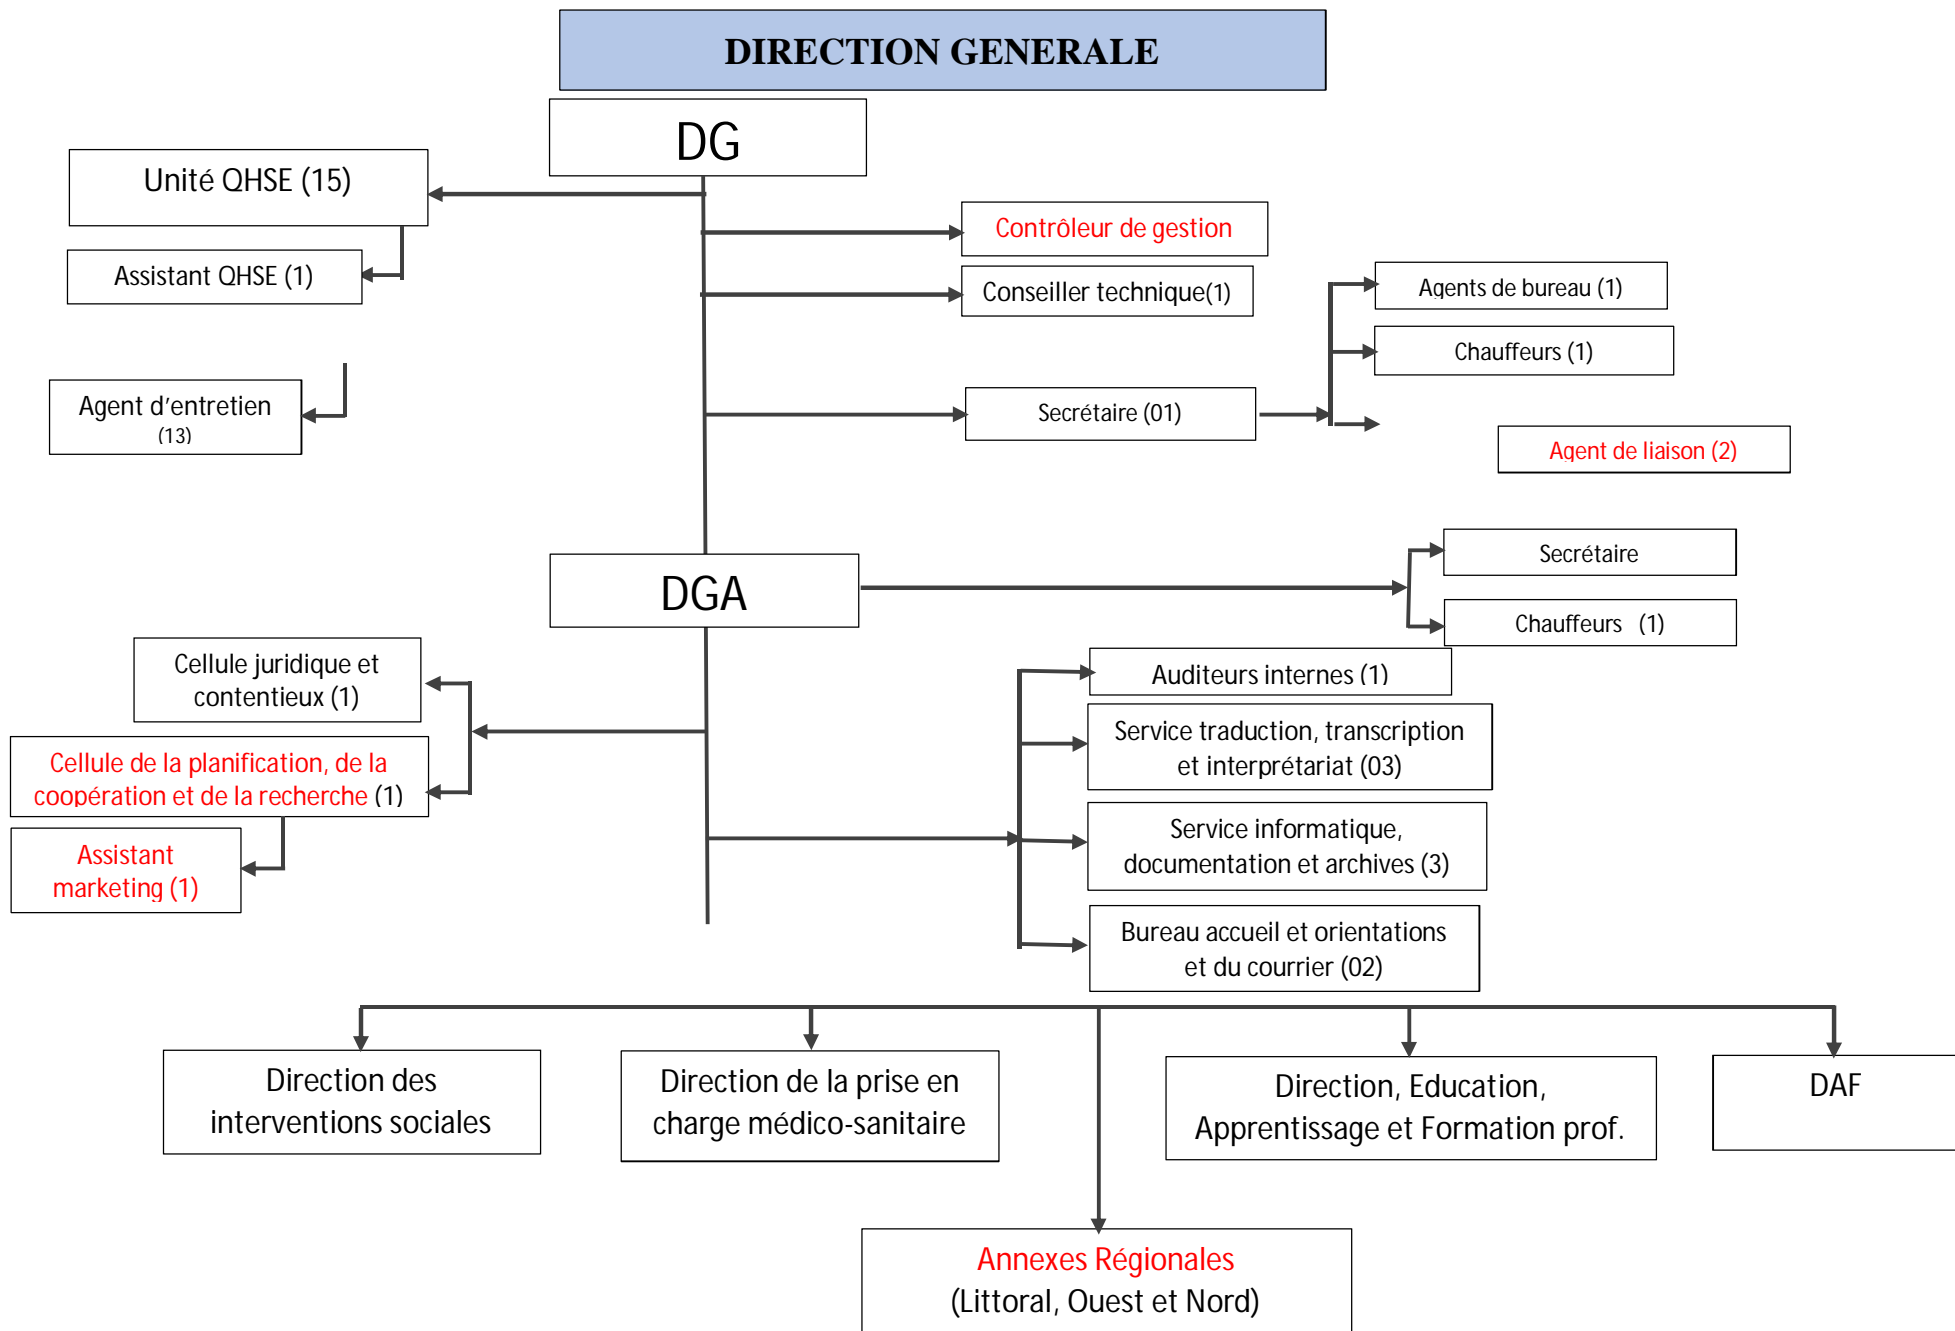 DIRECTION GENERALE
DG
Unité QHSE (15)
Contrôleur de gestion
Assistant QHSE (1)
Conseiller technique(1)
Agents de bureau (1)
Chauffeurs (1)
Agent d'entretien
(13)
Secrétaire (01)
Agent de liaison (2)
DGA
Secrétaire
Chauffeurs (1)
Cellule juridique et
contentieux (1)
Auditeurs internes (1)
Service traduction, transcription
et interprétariat (03)
Cellule de la planification, de la
coopération et de la recherche (1)
Assistant
marketing (1)
Service informatique,
documentation et archives (3)
Bureau accueil et orientations
et du courrier (02)
Direction des
interventions sociales
Direction de la prise en
charge médico-sanitaire
Direction, Education,
Apprentissage et Formation prof.
DAF
Annexes Régionales
(Littoral, Ouest et Nord)